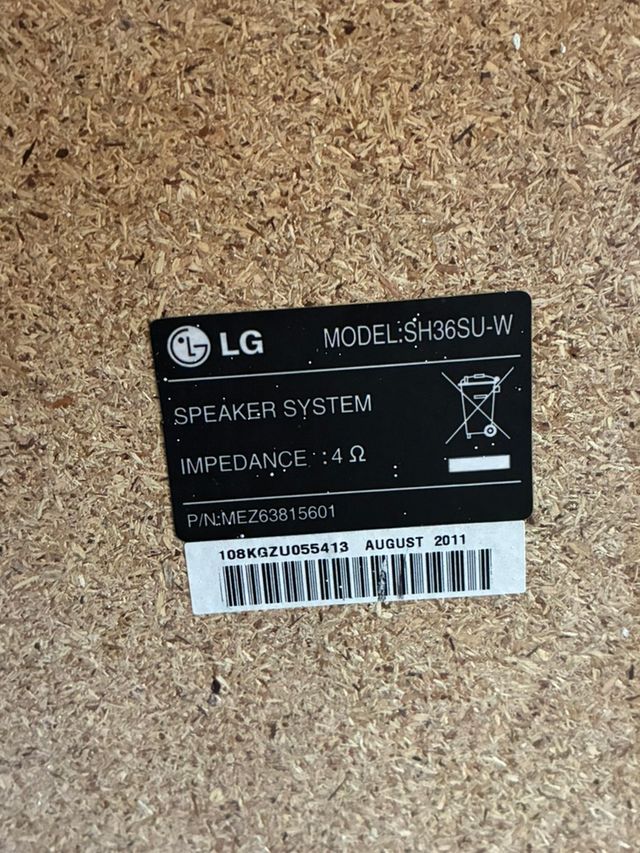 LG MODEL:SH36SU-W
SPEAKER SYSTEM
IMPEDANCE :4 Ω
P/N:MEZ63815601
108KGZU055413 AUGUST 2011